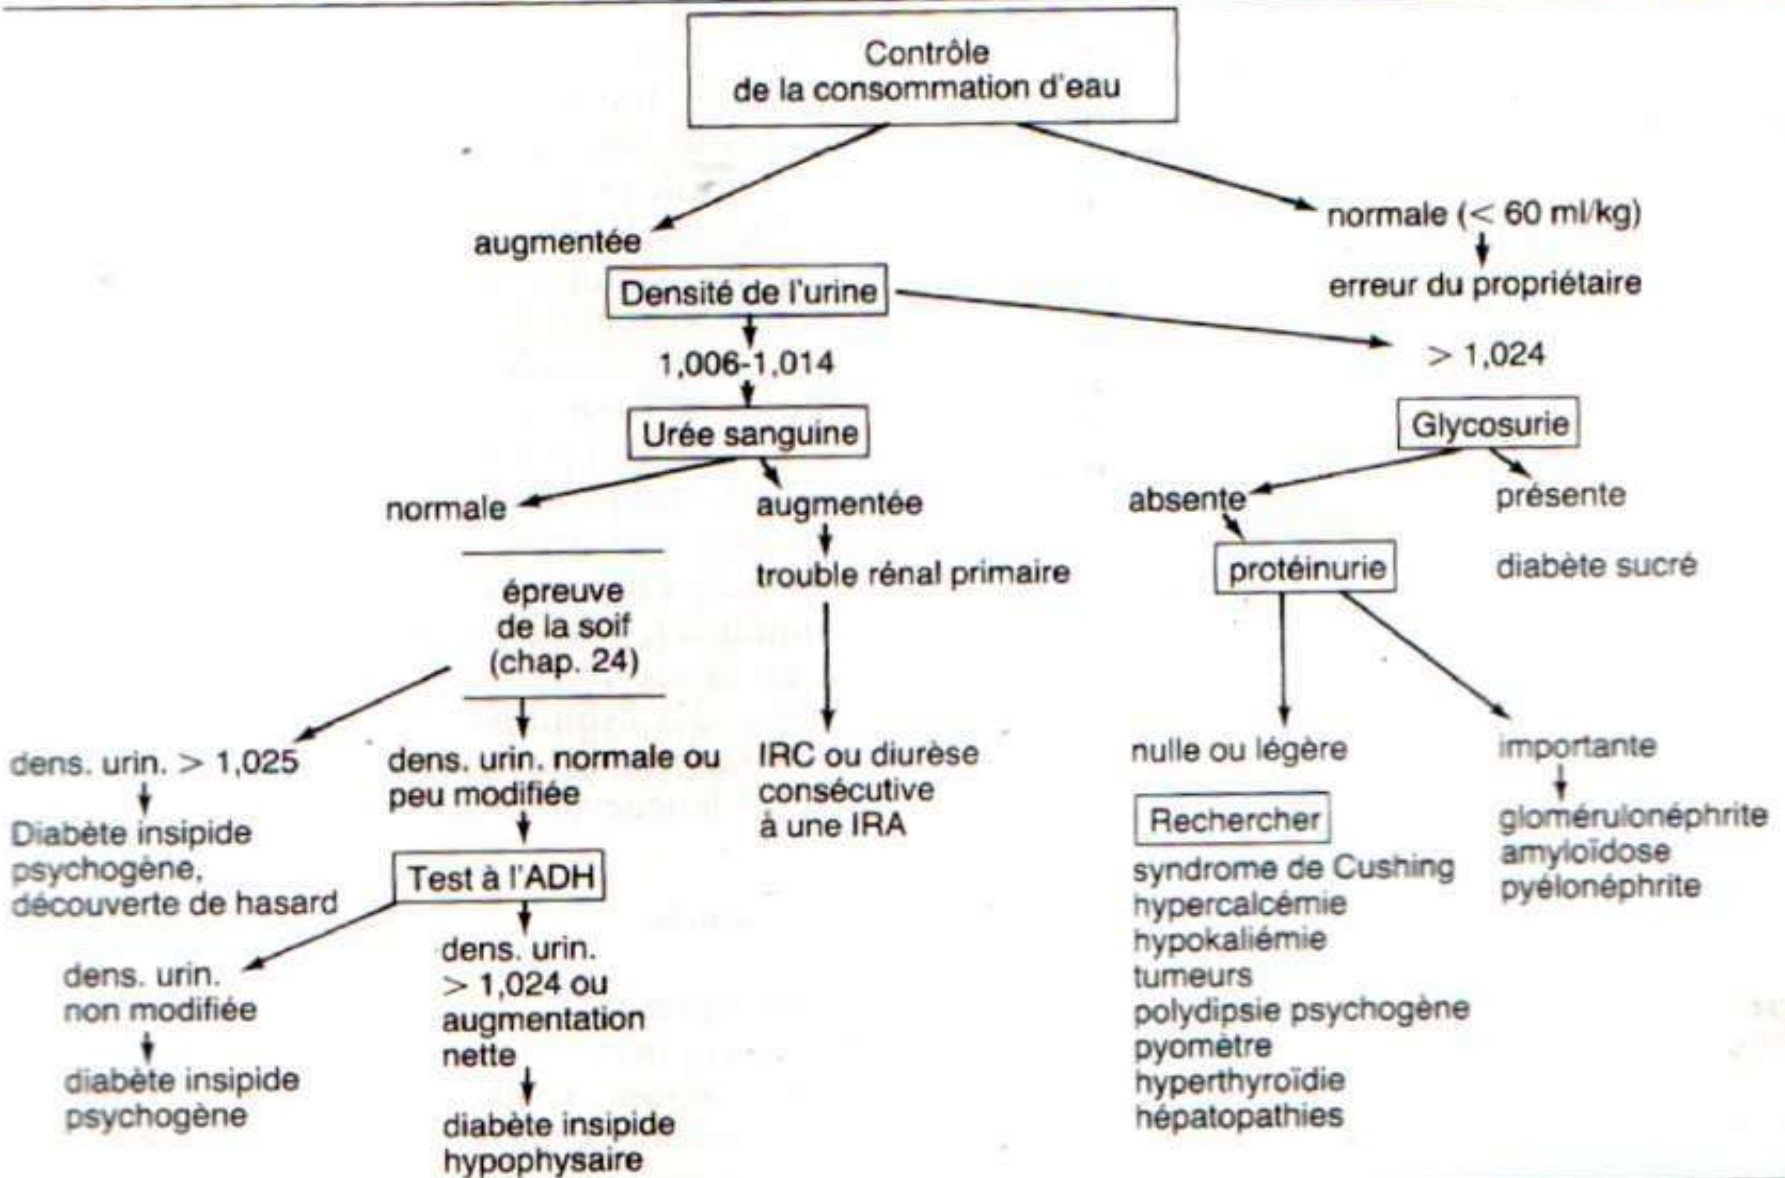 Contrôle
de la consommation d'eau
augmentée
normale (< 60 ml/kg)
erreur du propriétaire
Densité de l'urine
1,006-1,014
> 1,024
Urée sanguine
Glycosurie
normale
augmentée
absente
présente
épreuve
de la soif
(chap. 24)
trouble rénal primaire
protéinurie
diabète sucré
dens. urin. > 1,025
dens. urin. normale ou
peu modifiée
IRC ou diurèse
consécutive
à une IRA
nulle ou légère
importante
Diabète insipide
psychogène,
découverte de hasard
Test à l'ADH
Rechercher
syndrome de Cushing
hypercalcémie
hypokaliémie
tumeurs
polydipsie psychogène
pyomètre
hyperthyroïdie
hépatopathies
glomérulonéphrite
amyloïdose
pyélonéphrite
dens. urin.
non modifiée
diabète insipide
psychogène
dens. urin.
> 1,024 ou
augmentation
nette
diabète insipide
hypophysaire